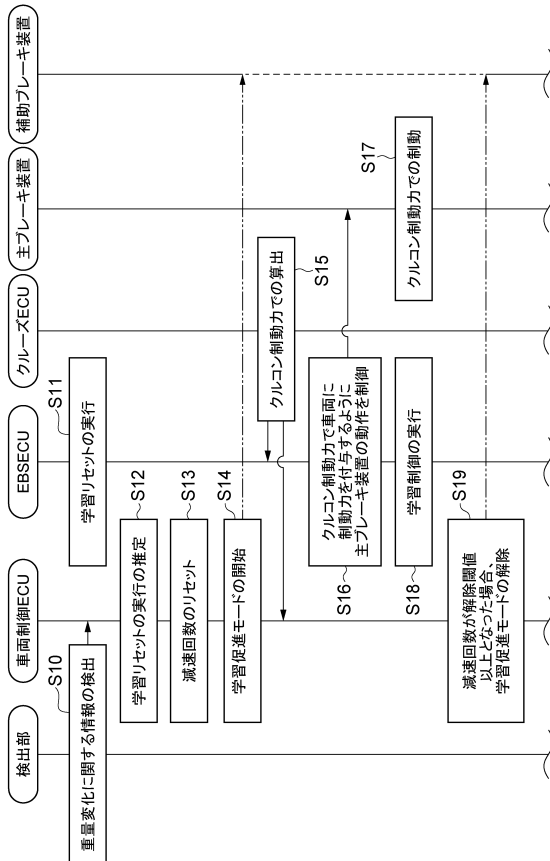 検出部
車両制御ECU
EBSECU
クルーズECU
主ブレーキ装置
補助ブレーキ装置
S10
重量変化に関する情報の検出
S11
学習リセットの実行
S12
学習リセットの実行の推定
S13
減速回数のリセット
S14
学習促進モードの開始
クルコン制動力での算出
S15
クルコン制動力で車両に
制動力を付与するように
主ブレーキ装置の動作を制御
S16
S17
クルコン制動力での制動
学習制御の実行
S18
S19
減速回数が解除閾値
以上となった場合、
学習促進モードの解除